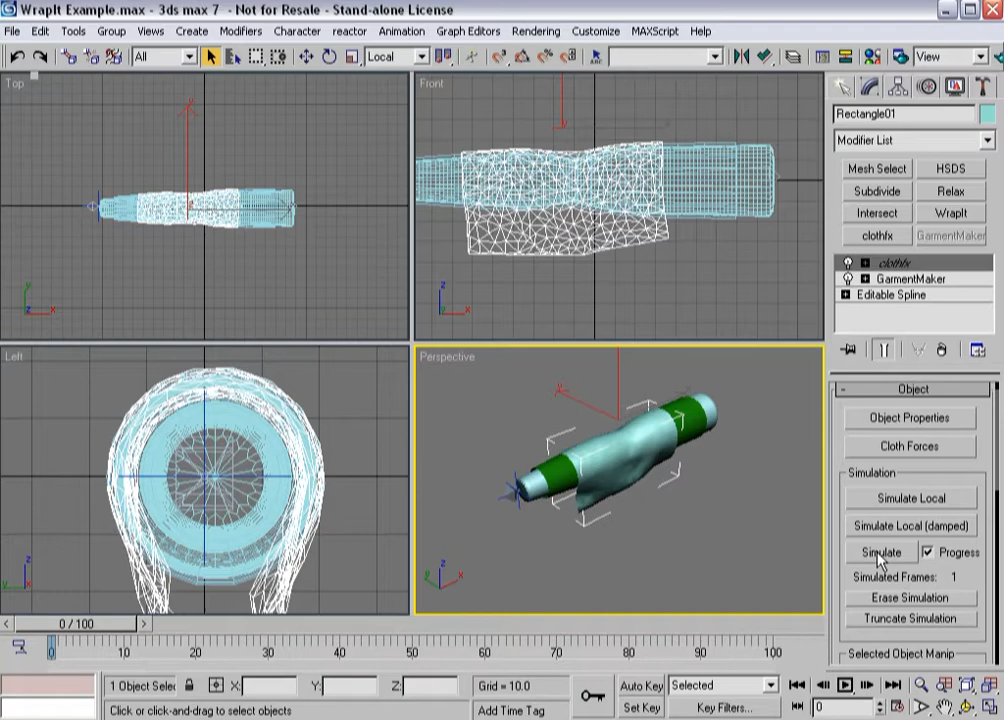 WrapIt Example.max - 3ds max 7 - Not for Resale - Stand-alone License
File Edit Tools Group Views Create Modifiers Character reactor Animation Graph Editors Rendering Customize MAXScript Help
All Local View
Top
Front
Left
Perspective
Rectangle01
Modifier List
Mesh Select HSDS
Subdivide Relax
Intersect WrapIt
clothfx GarmentMaker
clothfx
GarmentMaker
Editable Spline
- Object
Object Properties
Cloth Forces
Simulation
Simulate Local
Simulate Local (damped)
Simulate Progress
Simulated Frames: 1
Erase Simulation
Truncate Simulation
Selected Object Manip
< 0 / 100 >
0 10 20 30 40 50 60 70 80 90 100
1 Object Selec X: Y: Z: Grid = 10.0 Auto Key Selected
Click or click-and-drag to select objects Add Time Tag Set Key Key Filters... 0